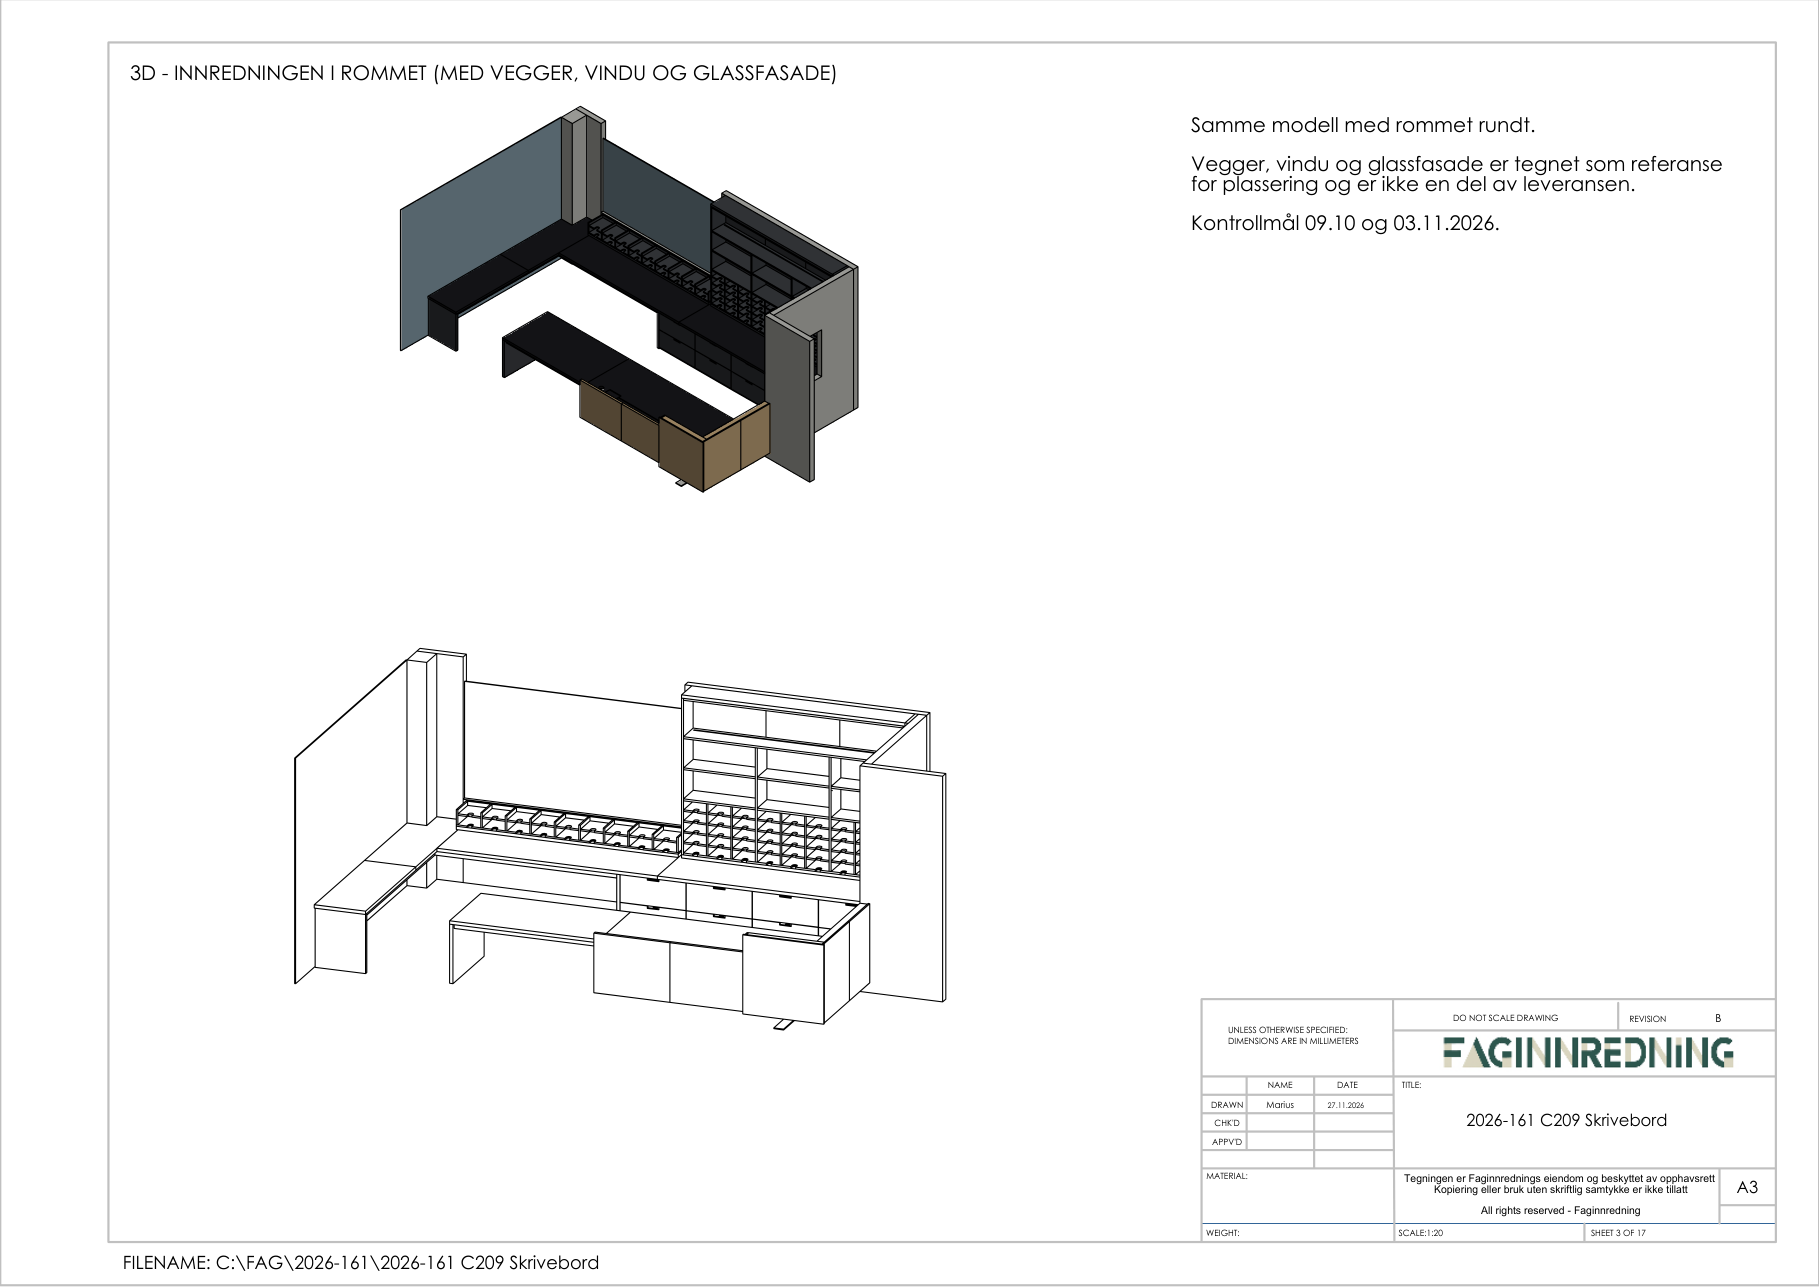 3D - INNREDNINGEN I ROMMET (MED VEGGER, VINDU OG GLASSFASADE)
Samme modell med rommet rundt.
Vegger, vindu og glassfasade er tegnet som referanse
for plassering og er ikke en del av leveransen.
Kontrollmål 09.10 og 03.11.2026.
UNLESS OTHERWISE SPECIFIED:
DIMENSIONS ARE IN MILLIMETERS
DO NOT SCALE DRAWING
REVISION B
FAGINNREDNING
NAME DATE
DRAWN Marius 27.11.2026
CHK'D
APPV'D
TITLE:
2026-161 C209 Skrivebord
MATERIAL:
Tegningen er Faginnrednings eiendom og beskyttet av opphavsrett
Kopiering eller bruk uten skriftlig samtykke er ikke tillatt
All rights reserved - Faginnredning
A3
WEIGHT:
SCALE:1:20
SHEET 3 OF 17
FILENAME: C:\FAG\2026-161\2026-161 C209 Skrivebord